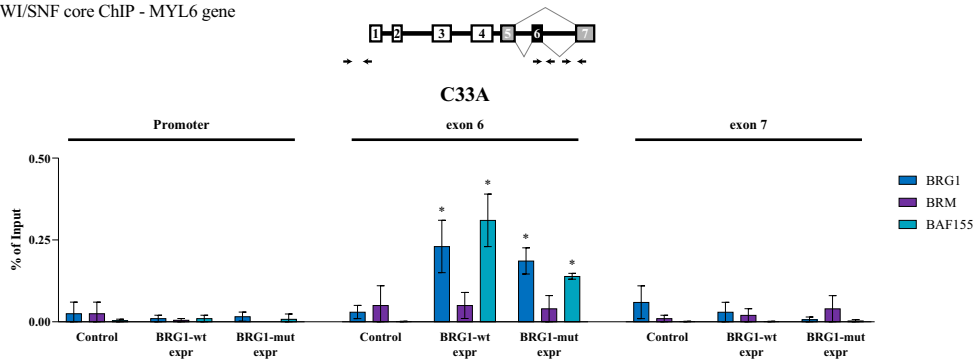 WI/SNF core ChIP - MYL6 gene
1 2 3 4 5 6 7
C33A
Promoter exon 6 exon 7
% of Input
0.50
0.25
0.00
* * * *
Control BRG1-wt expr BRG1-mut expr Control BRG1-wt expr BRG1-mut expr Control BRG1-wt expr BRG1-mut expr
BRG1
BRM
BAF155